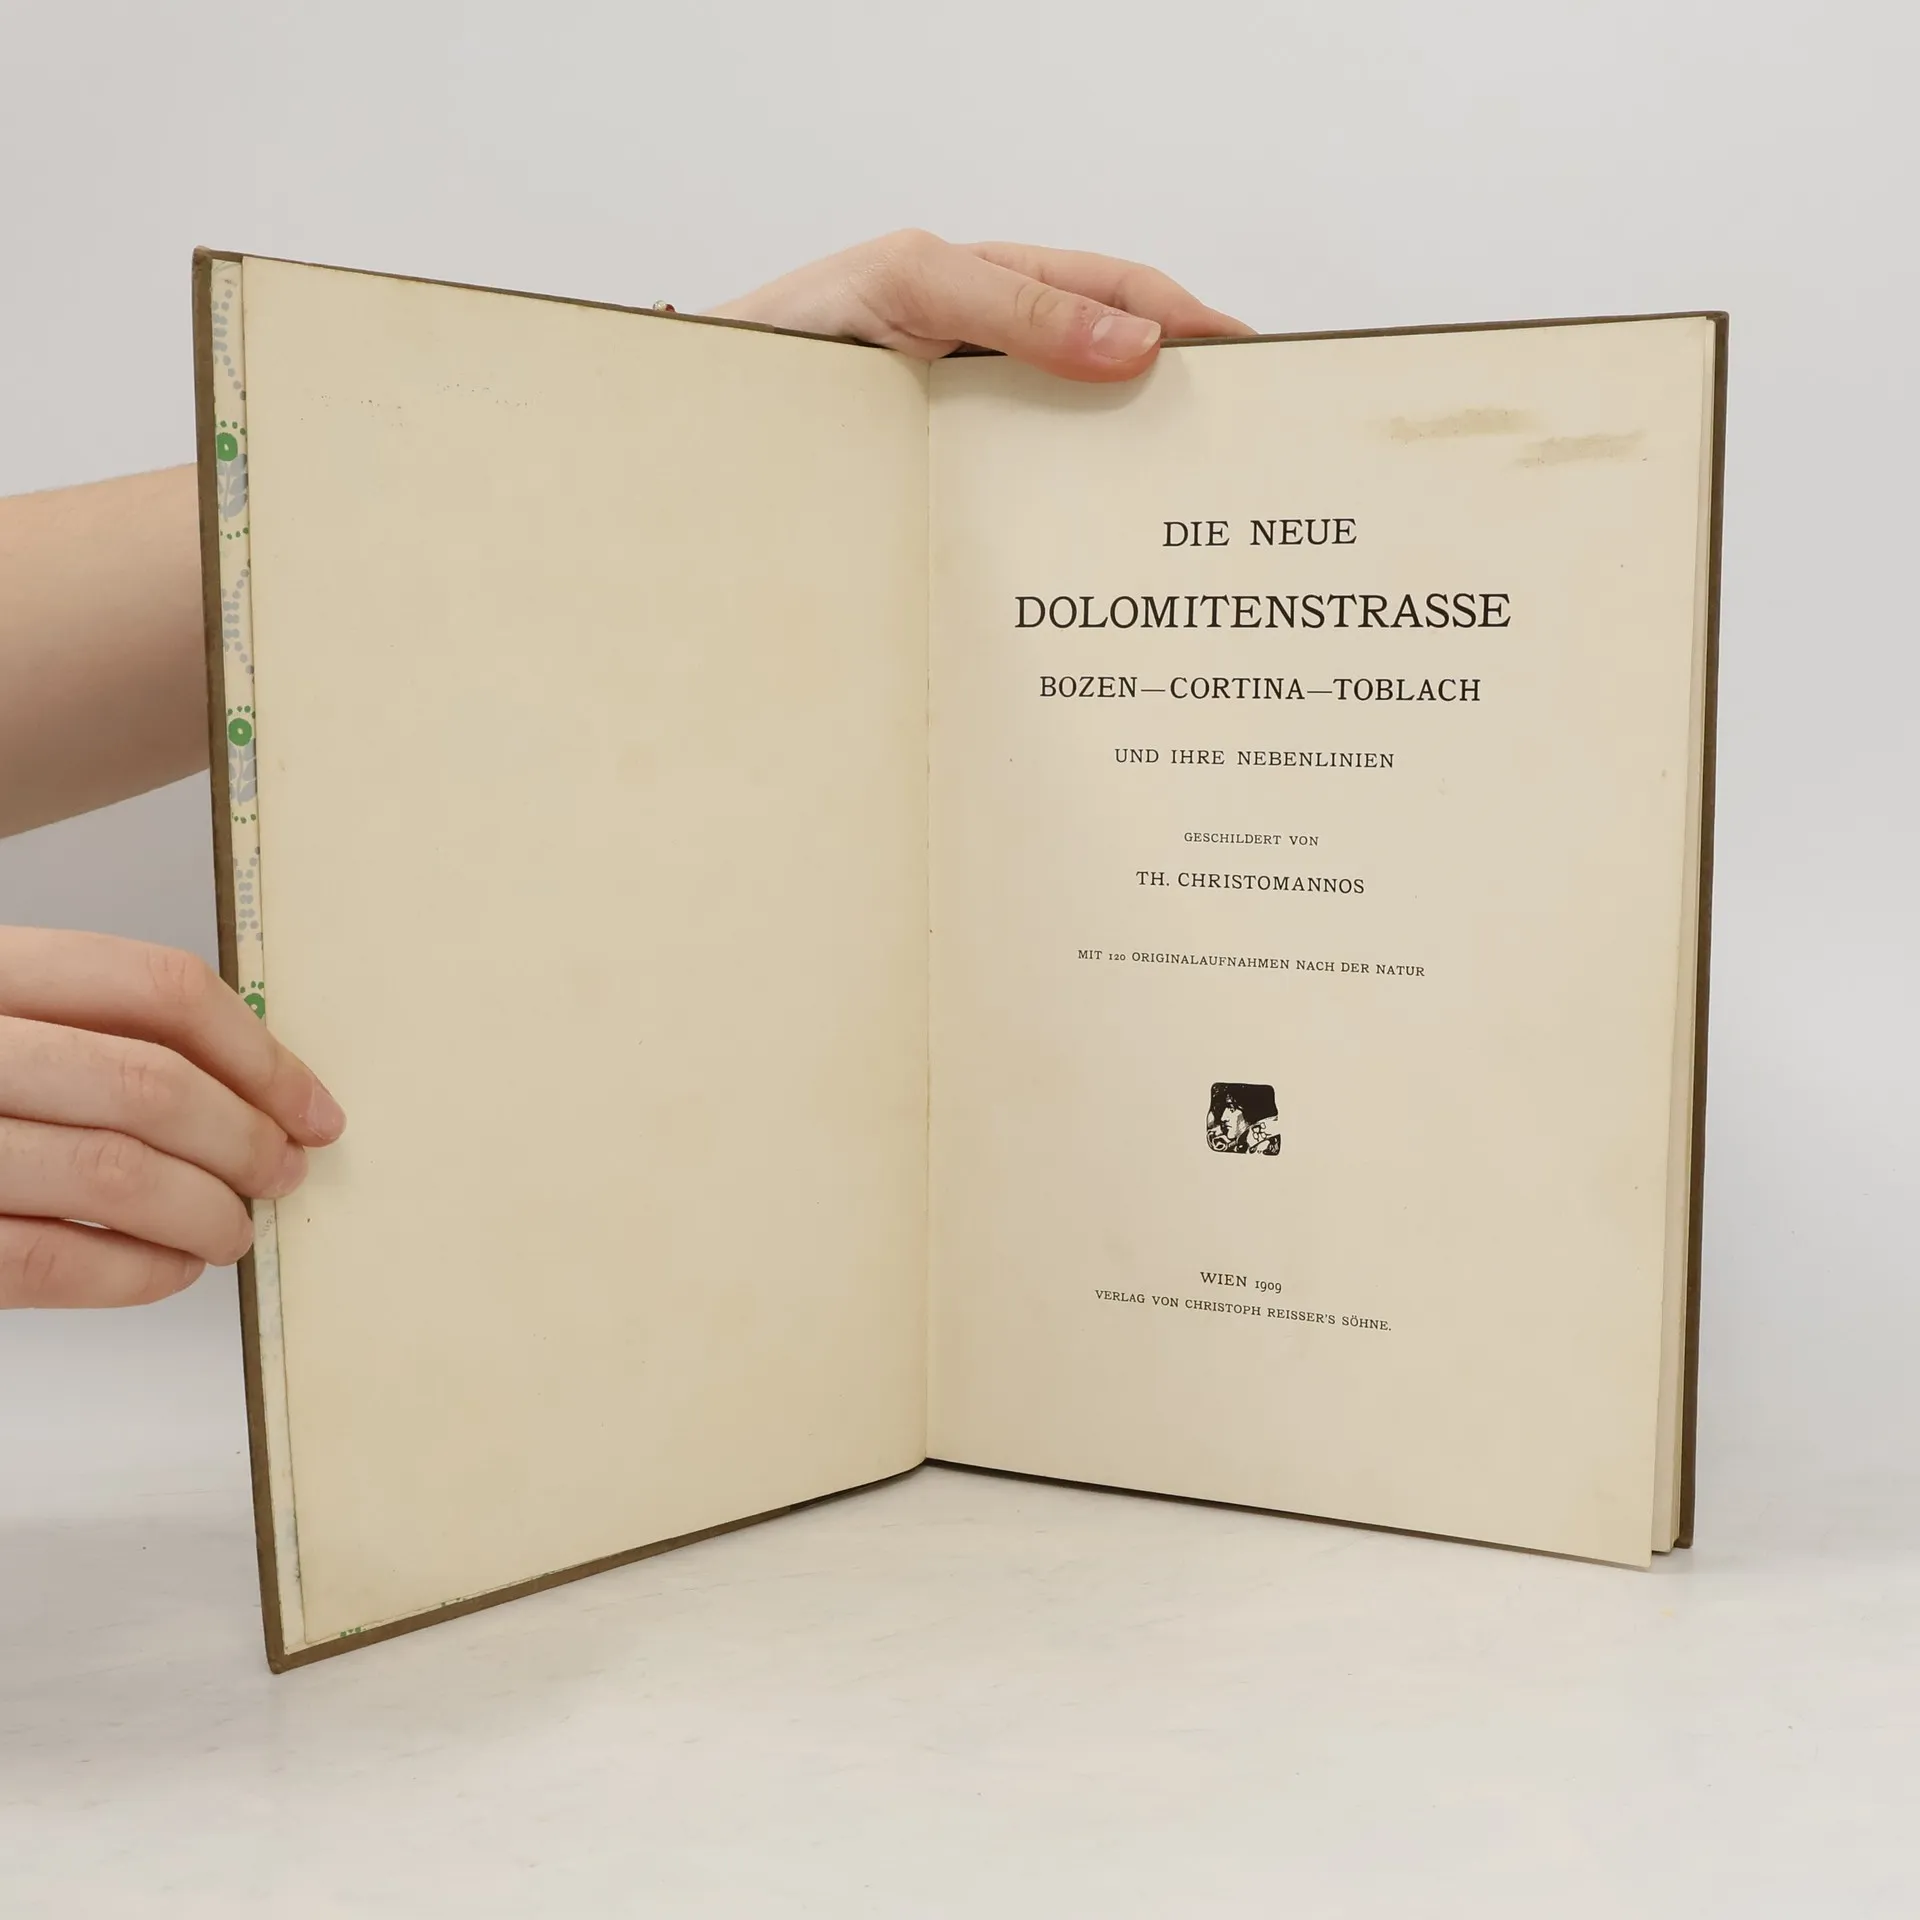 DIE NEUE
DOLOMITENSTRASSE
BOZEN—CORTINA—TOBLACH
UND IHRE NEBENLINIEN
GESCHILDERT VON
TH. CHRISTOMANNOS
MIT 120 ORIGINALAUFNAHMEN NACH DER NATUR
WIEN 1909
VERLAG VON CHRISTOPH REISSER'S SÖHNE.